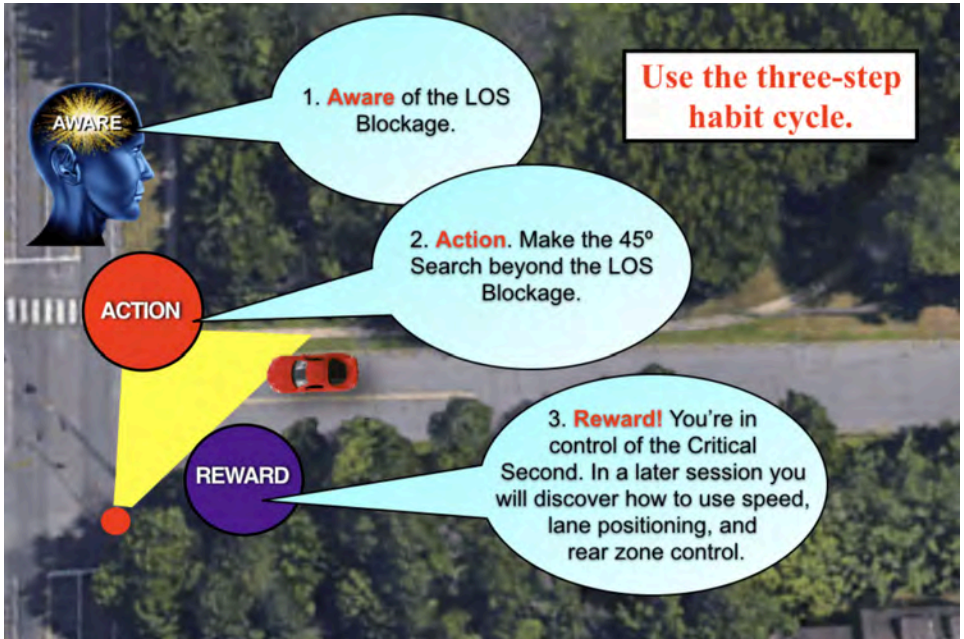 Use the three-step
habit cycle.
AWARE
1. Aware of the LOS
Blockage.
ACTION
2. Action. Make the 45º
Search beyond the LOS
Blockage.
REWARD
3. Reward! You’re in
control of the Critical
Second. In a later session you
will discover how to use speed,
lane positioning, and
rear zone control.